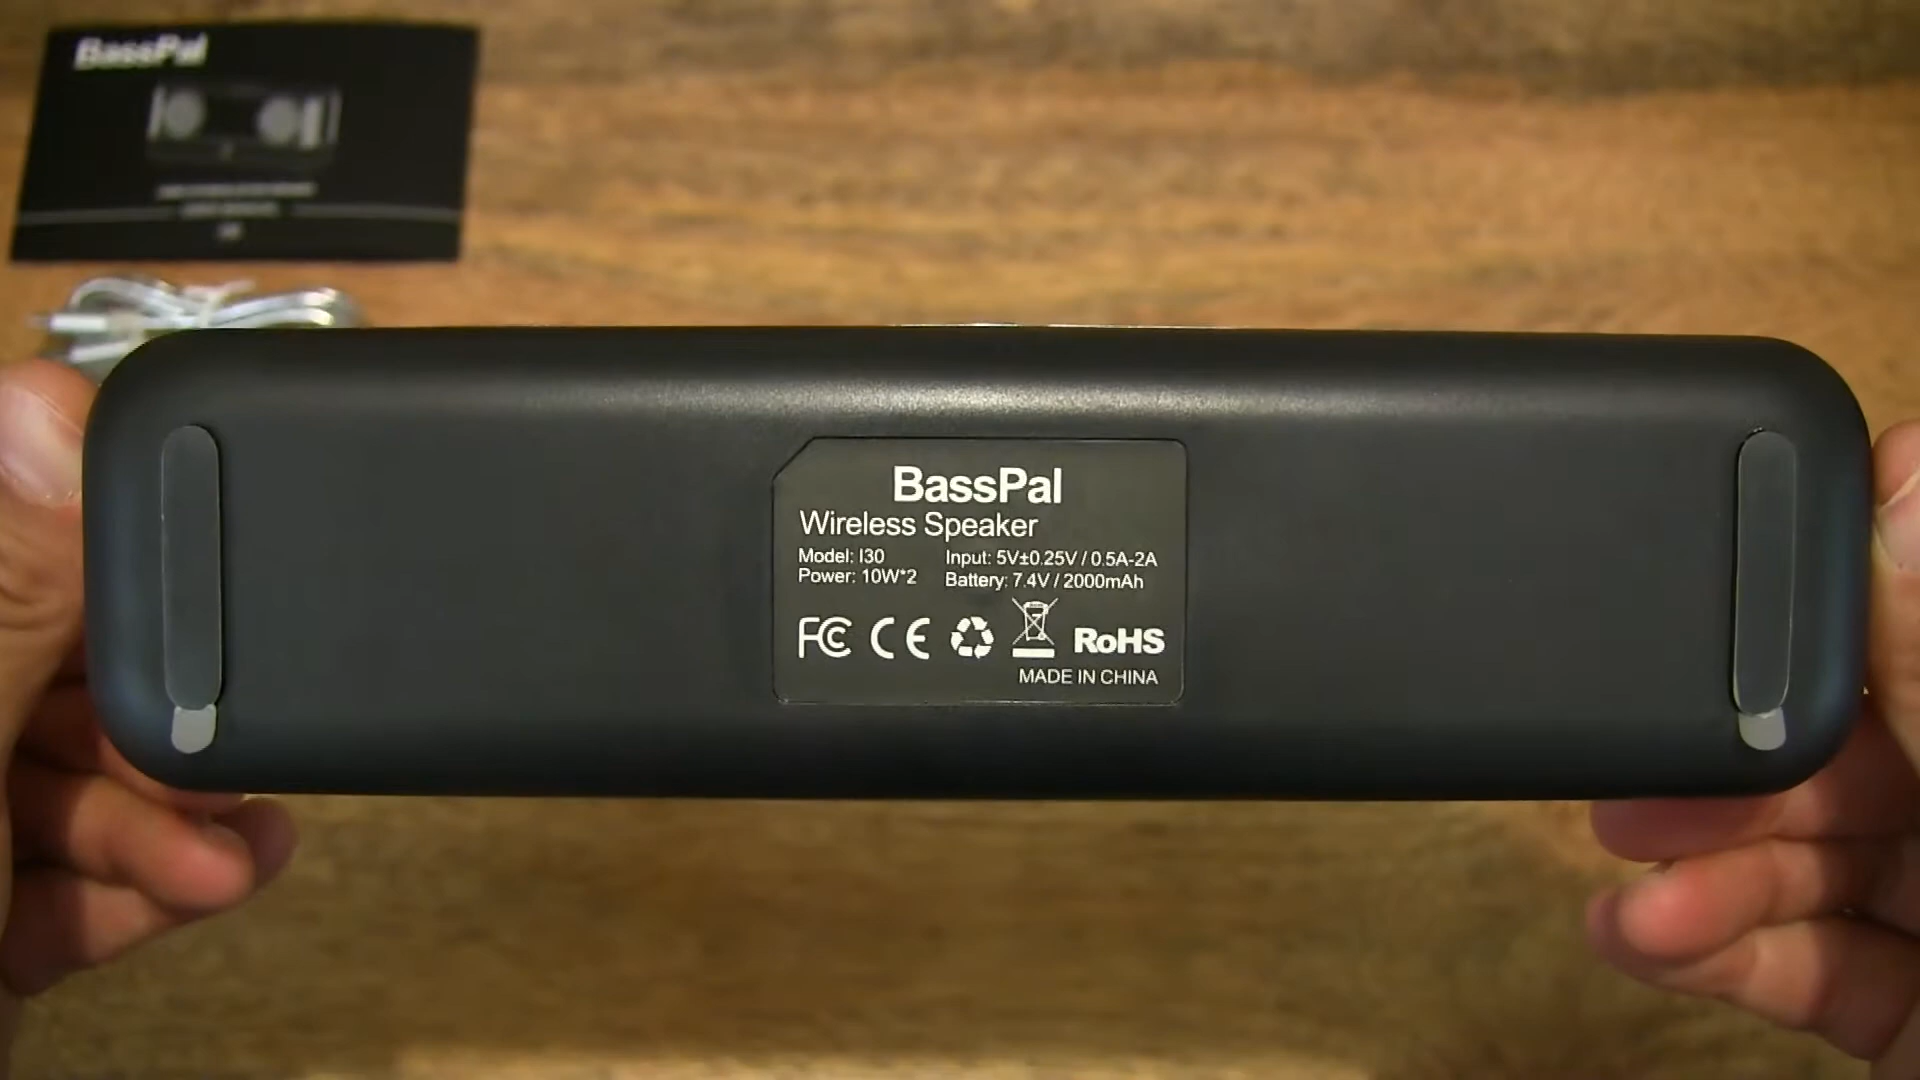 BassPal
BassPal
Wireless Speaker
Model: I30 Input: 5V±0.25V / 0.5A-2A
Power: 10W*2 Battery: 7.4V / 2000mAh
FC CE RoHS
MADE IN CHINA